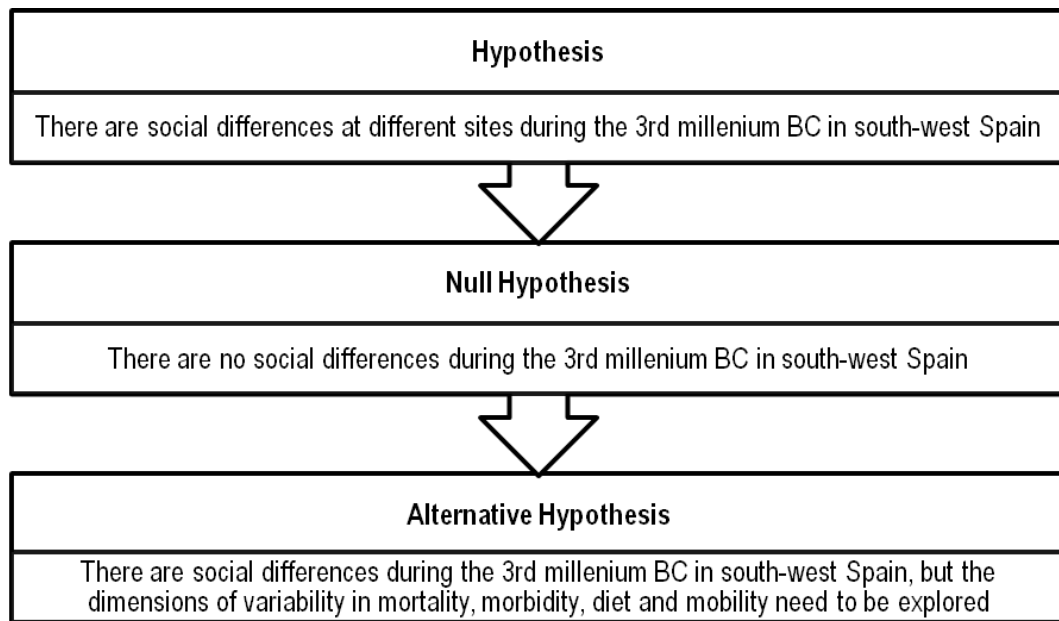 Hypothesis
There are social differences at different sites during the 3rd millenium BC in south-west Spain
Null Hypothesis
There are no social differences during the 3rd millenium BC in south-west Spain
Alternative Hypothesis
There are social differences during the 3rd millenium BC in south-west Spain, but the
dimensions of variability in mortality, morbidity, diet and mobility need to be explored